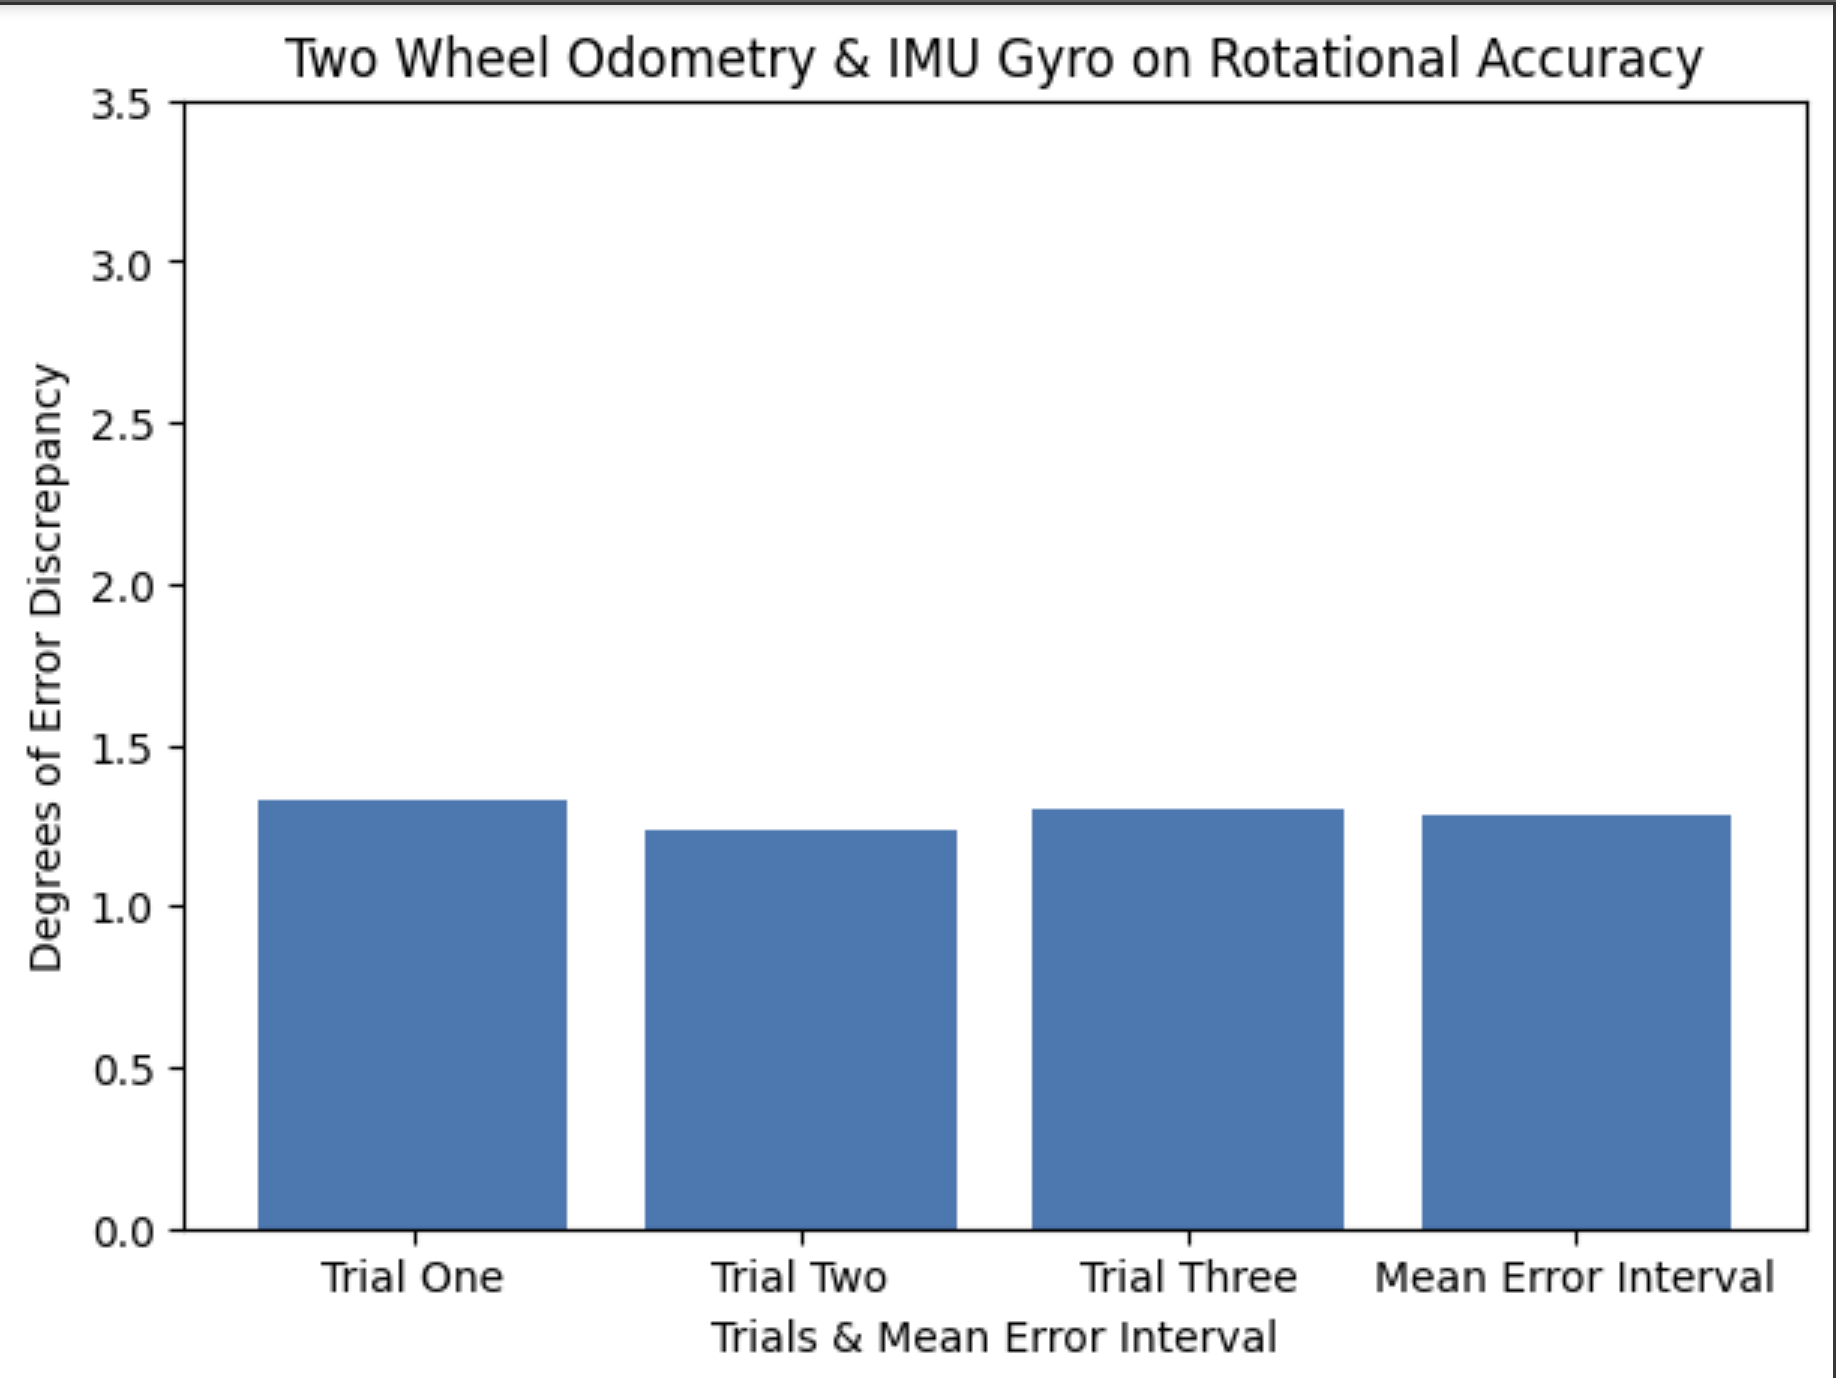 Two Wheel Odometry & IMU Gyro on Rotational Accuracy
Degrees of Error Discrepancy
3.5
3.0
2.5
2.0
1.5
1.0
0.5
0.0
Trial One Trial Two Trial Three Mean Error Interval
Trials & Mean Error Interval